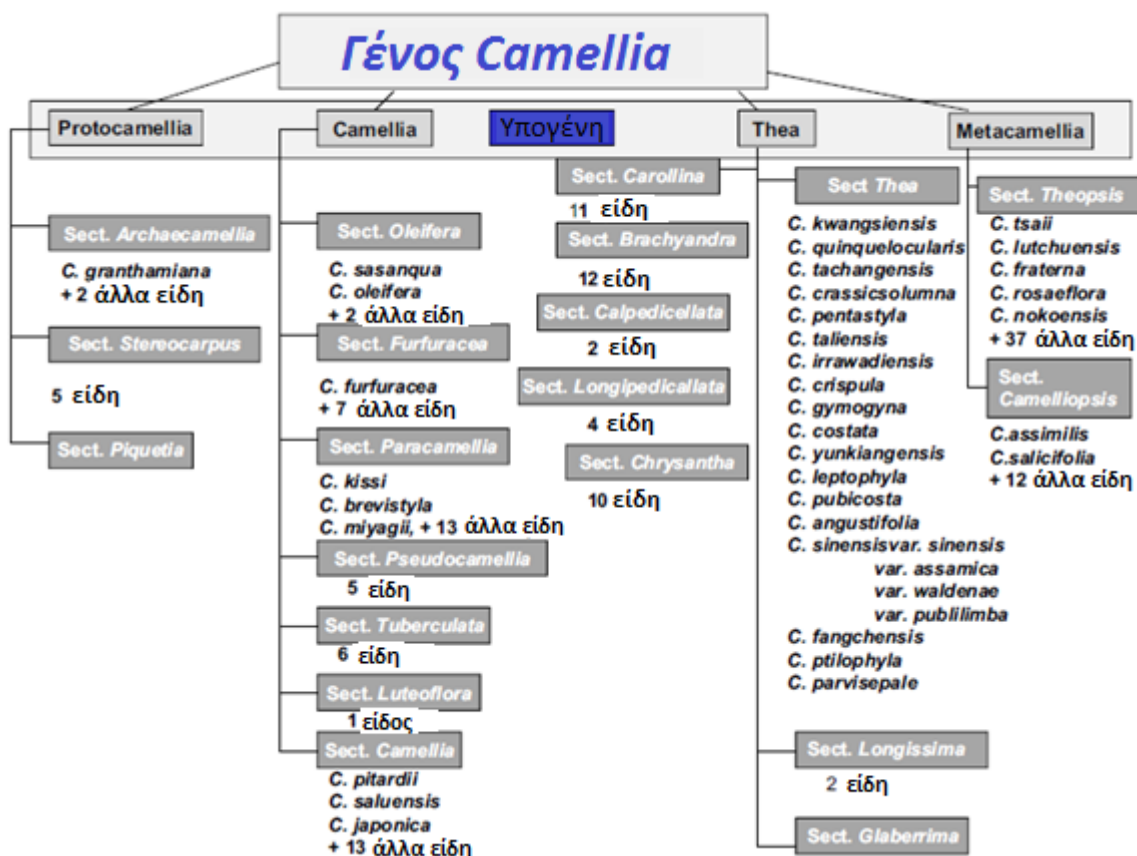 Γένος Camellia
Protocamellia
Camellia
Υπογένη
Thea
Metacamellia
Sect. Archaecamellia
C. granthamiana
+ 2 άλλα είδη
Sect. Stereocarpus
5 είδη
Sect. Piquetia
Sect. Oleifera
C. sasanqua
C. oleifera
+ 2 άλλα είδη
Sect. Furfuracea
C. furfuracea
+ 7 άλλα είδη
Sect. Paracamellia
C. kissi
C. brevistyla
C. miyagii, + 13 άλλα είδη
Sect. Pseudocamellia
5 είδη
Sect. Tuberculata
6 είδη
Sect. Luteoflora
1 είδος
Sect. Camellia
C. pitardii
C. saluensis
C. japonica
+ 13 άλλα είδη
Sect. Carollina
11 είδη
Sect. Brachyandra
12 είδη
Sect. Calpedicellata
2 είδη
Sect. Longipedicallata
4 είδη
Sect. Chrysantha
10 είδη
Sect Thea
C. kwangsiensis
C. quinquelocularis
C. tachangensis
C. crassicsolumna
C. pentastyla
C. taliensis
C. irrawadiensis
C. crispula
C. gymogyna
C. costata
C. yunkiangensis
C. leptophyla
C. pubicosta
C. angustifolia
C. sinensisvar. sinensis
var. assamica
var. waldenae
var. publilimba
C. fangchensis
C. ptilophyla
C. parvisepale
Sect. Longissima
2 είδη
Sect. Glaberrima
Sect. Theopsis
C. tsaii
C. lutchuensis
C. fraterna
C. rosaeflora
C. nokoensis
+ 37 άλλα είδη
Sect.
Camelliopsis
C.assimilis
C.salicifolia
+ 12 άλλα είδη